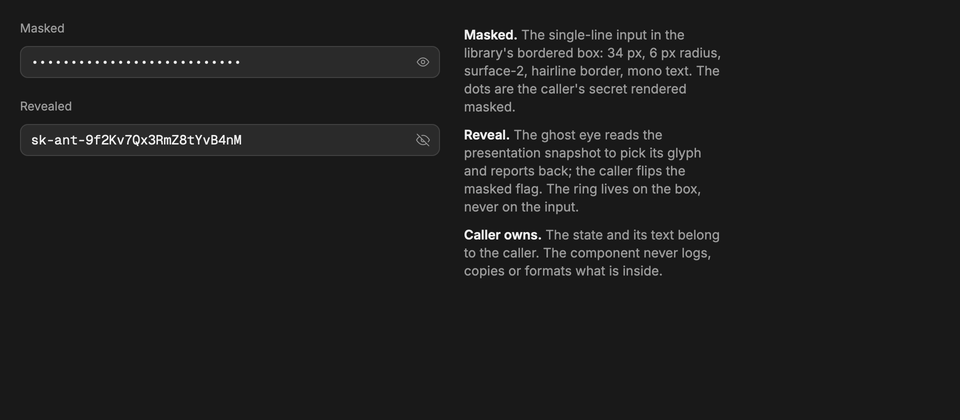 Masked
•••••••••••••••••••••••••••
Revealed
sk-ant-9f2Kv7Qx3RmZ8tYvB4nM
Masked. The single-line input in the
library's bordered box: 34 px, 6 px radius,
surface-2, hairline border, mono text. The
dots are the caller's secret rendered
masked.
Reveal. The ghost eye reads the
presentation snapshot to pick its glyph
and reports back; the caller flips the
masked flag. The ring lives on the box,
never on the input.
Caller owns. The state and its text belong
to the caller. The component never logs,
copies or formats what is inside.